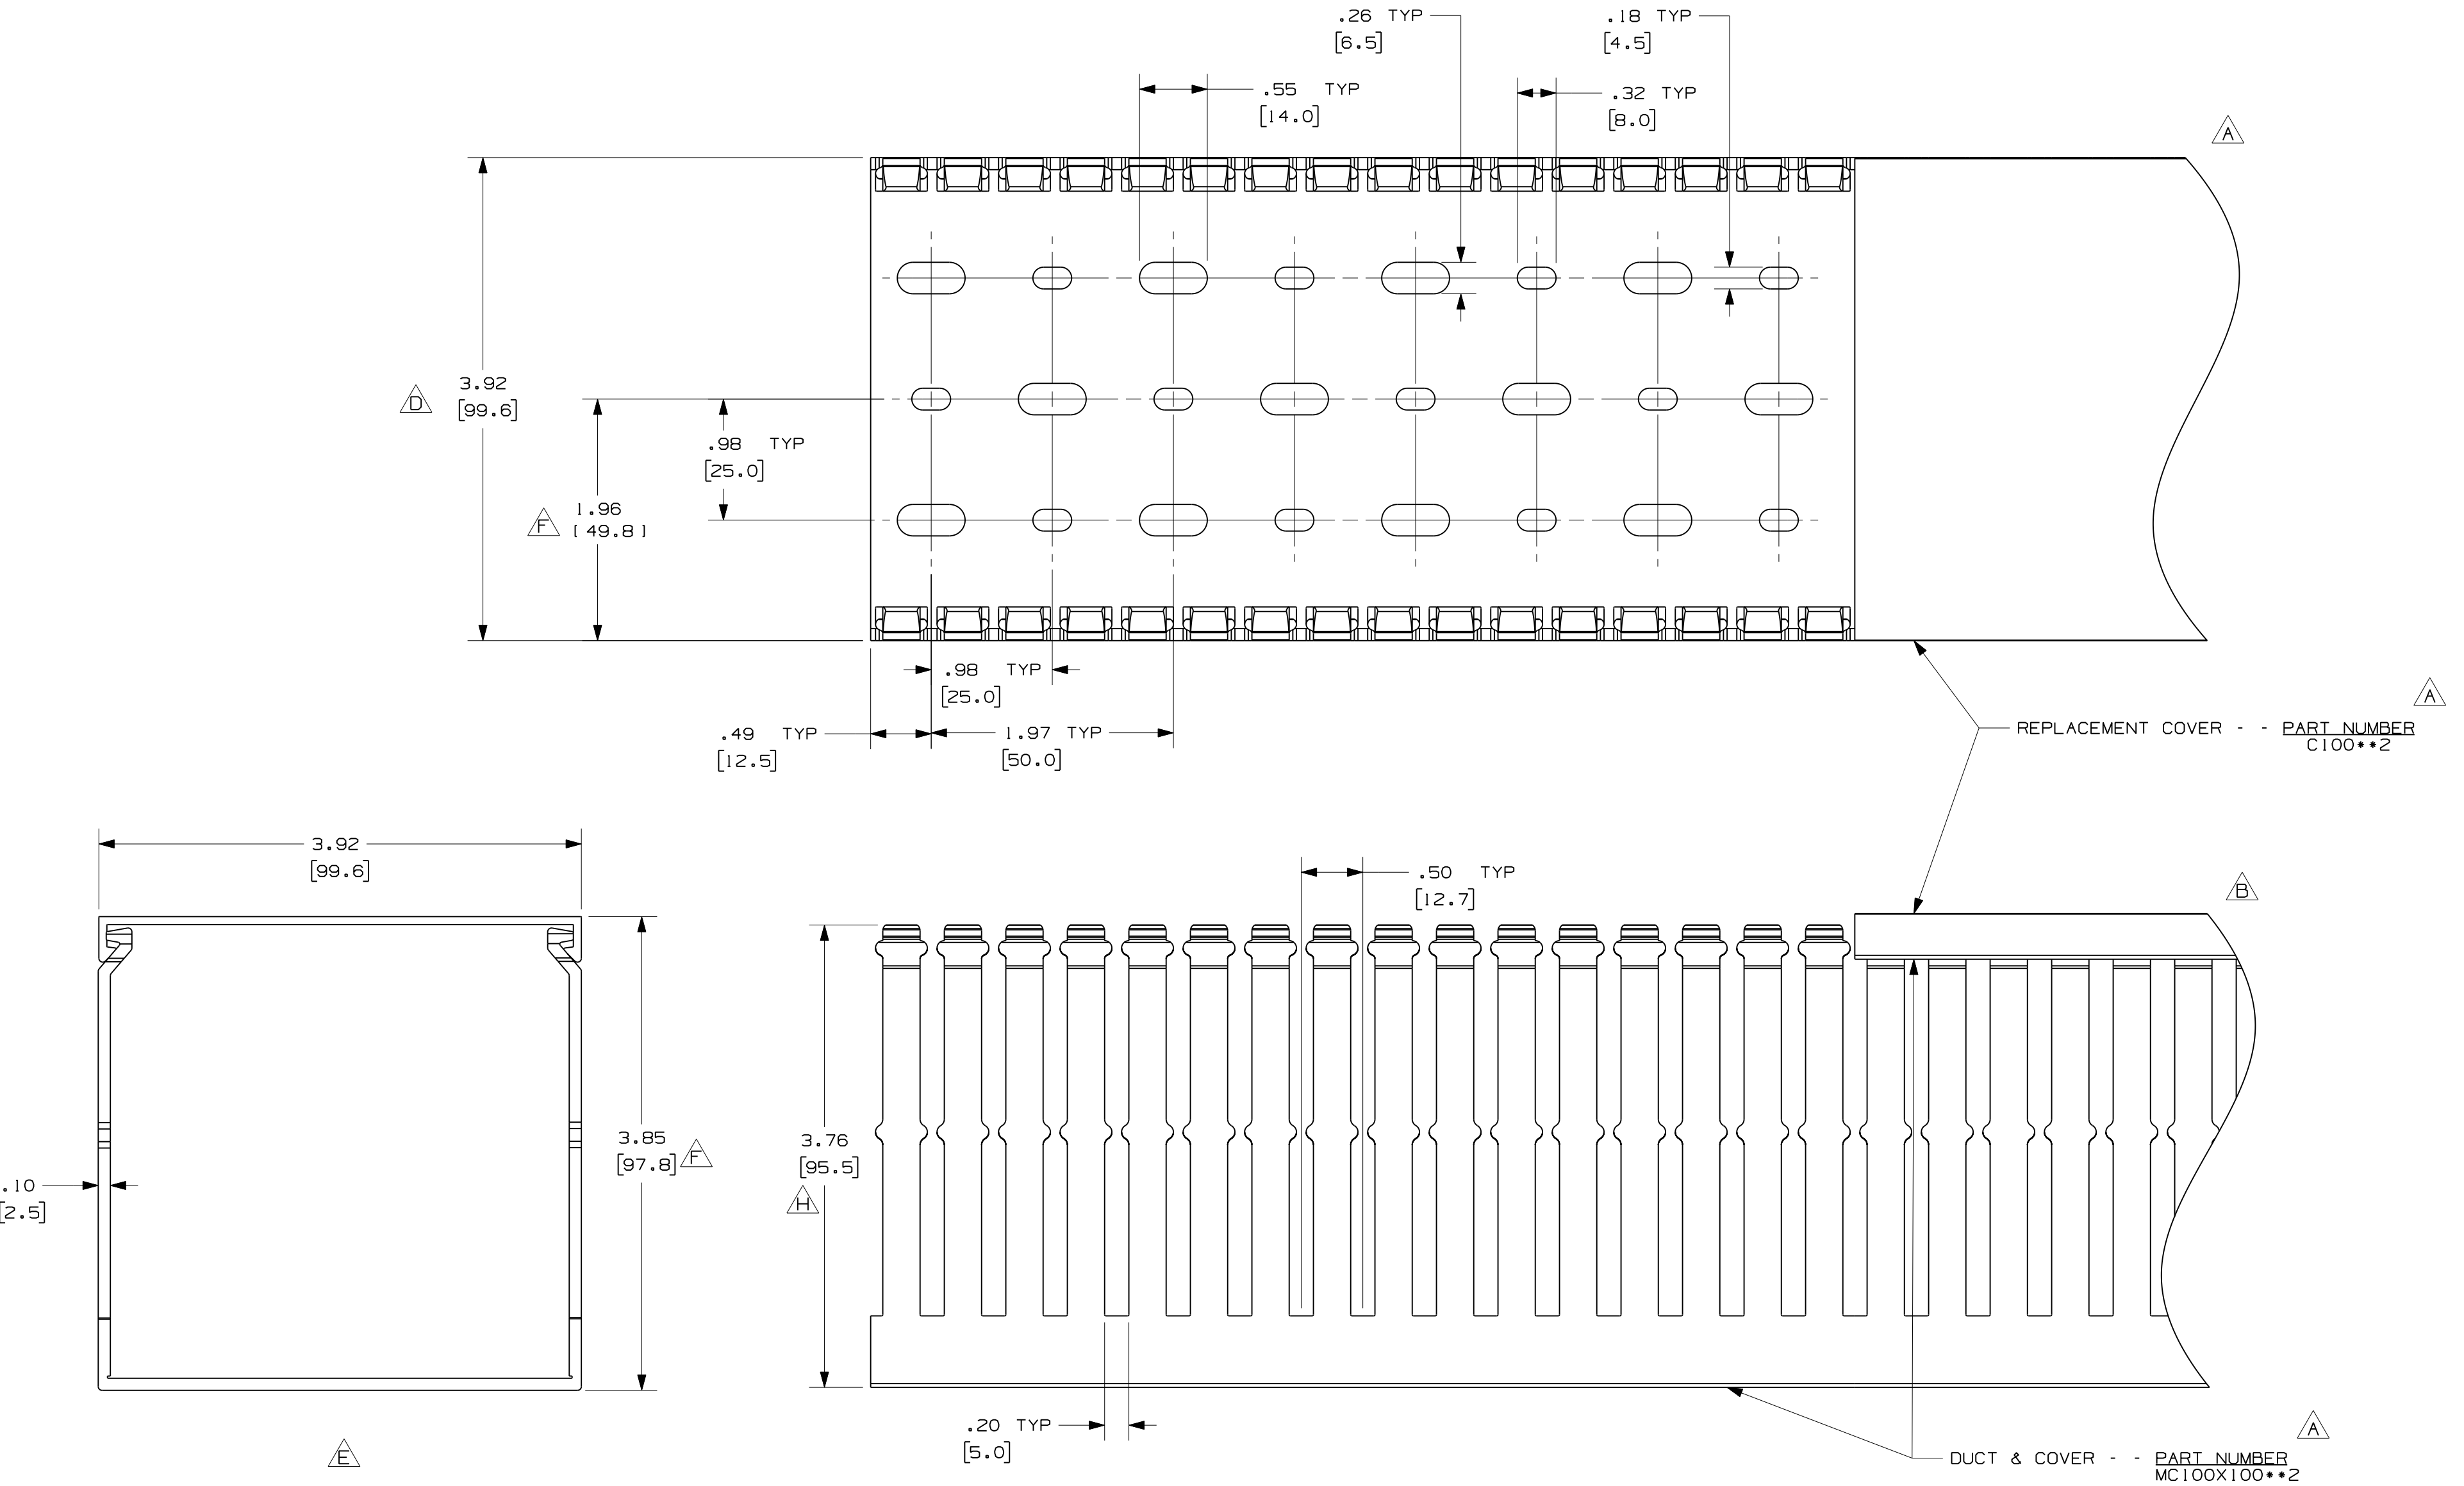 .26 TYP
[6.5]
.18 TYP
[4.5]
.55 TYP
[14.0]
.32 TYP
[8.0]
A
3.92
[99.6]
D
.98 TYP
[25.0]
1.96
[49.8]
F
.98 TYP
[25.0]
.49 TYP
[12.5]
1.97 TYP
[50.0]
A
REPLACEMENT COVER - - PART NUMBER
C100**2
3.92
[99.6]
.50 TYP
[12.7]
B
3.85
[97.8]
F
3.76
[95.5]
H
.10
[2.5]
.20 TYP
[5.0]
E
A
DUCT & COVER - - PART NUMBER
MC100X100**2